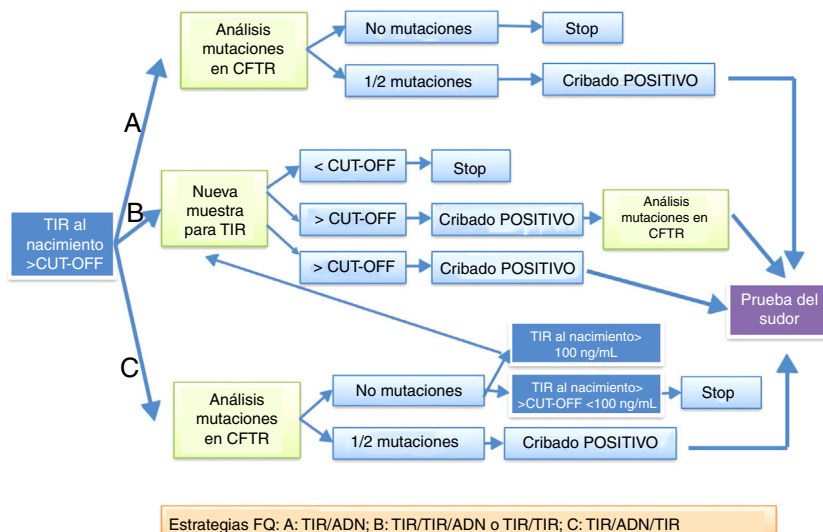 Análisis
mutaciones
en CFTR
No mutaciones
Stop
1/2 mutaciones
Cribado POSITIVO
A
TIR al
nacimiento
>CUT-OFF
B
Nueva
muestra
para TIR
< CUT-OFF
Stop
> CUT-OFF
Cribado POSITIVO
Análisis
mutaciones en
CFTR
> CUT-OFF
Cribado POSITIVO
Prueba del
sudor
C
Análisis
mutaciones
en CFTR
No mutaciones
TIR al nacimiento>
100 ng/mL
TIR al nacimiento>
>CUT-OFF <100 ng/mL
Stop
1/2 mutaciones
Cribado POSITIVO
Estrategias FQ: A: TIR/ADN; B: TIR/TIR/ADN o TIR/TIR; C: TIR/ADN/TIR